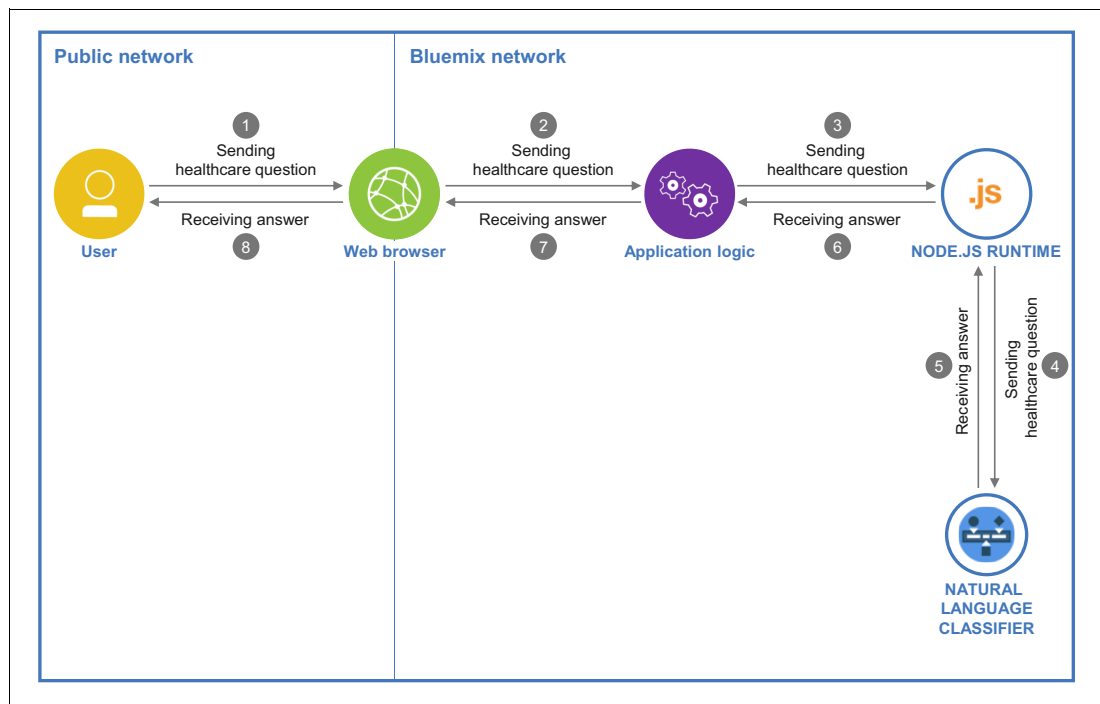 Public network
Bluemix network
1
Sending
healthcare question
2
Sending
healthcare question
3
Sending
healthcare question
.js
Receiving answer
8
Receiving answer
7
Receiving answer
6
User
Web browser
Application logic
NODE.JS RUNTIME
5
Receiving answer
Sending
healthcare question
4
NATURAL
LANGUAGE
CLASSIFIER